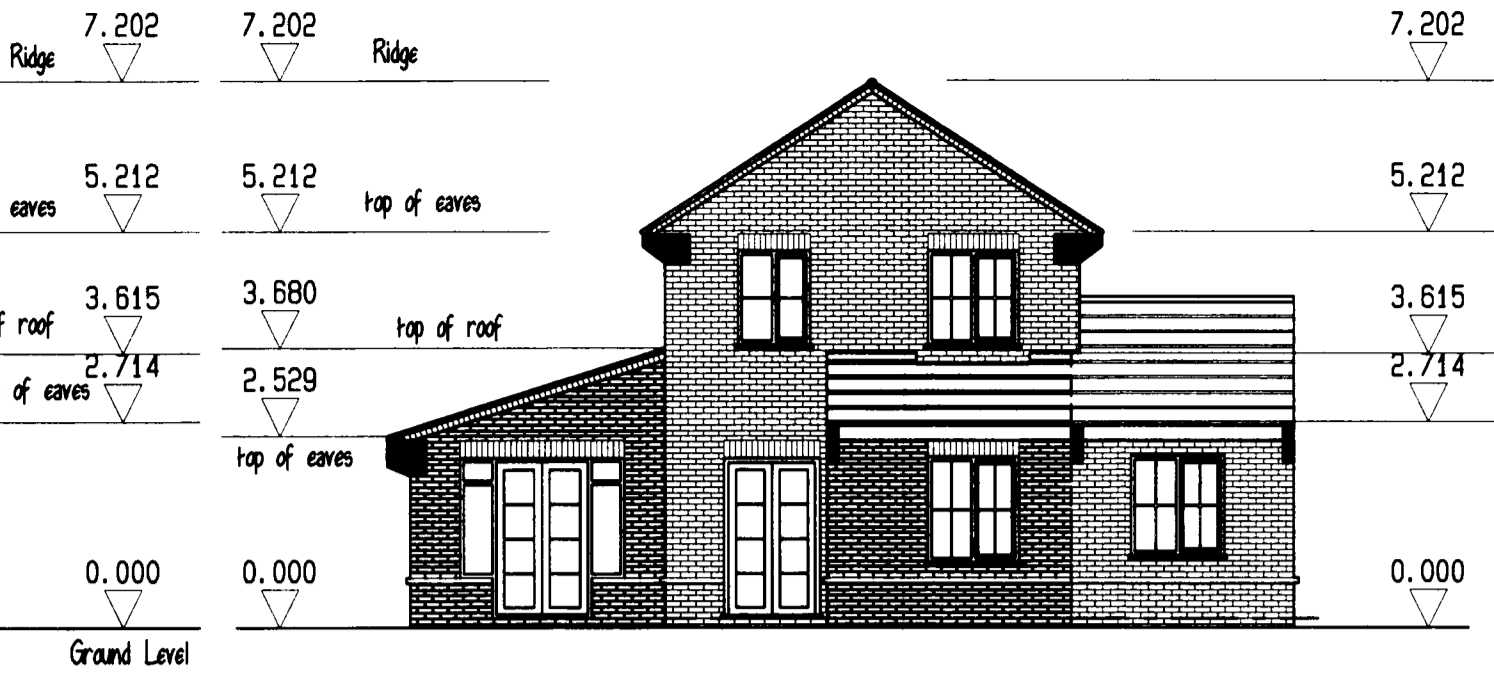 7.202 7.202 7.202
Ridge Ridge
5.212 5.212 5.212
eaves top of eaves
3.615 3.680 3.615
f roof top of roof
2.714 2.529 2.714
of eaves
top of eaves
0.000 0.000 0.000
Ground Level